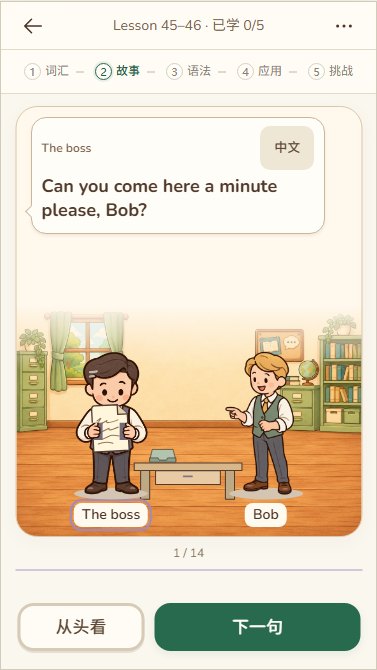 Lesson 45–46 · 已学 0/5
1 词汇 – 2 故事 – 3 语法 – 4 应用 – 5 挑战
The boss
中文
Can you come here a minute
please, Bob?
The boss
Bob
1 / 14
从头看
下一句